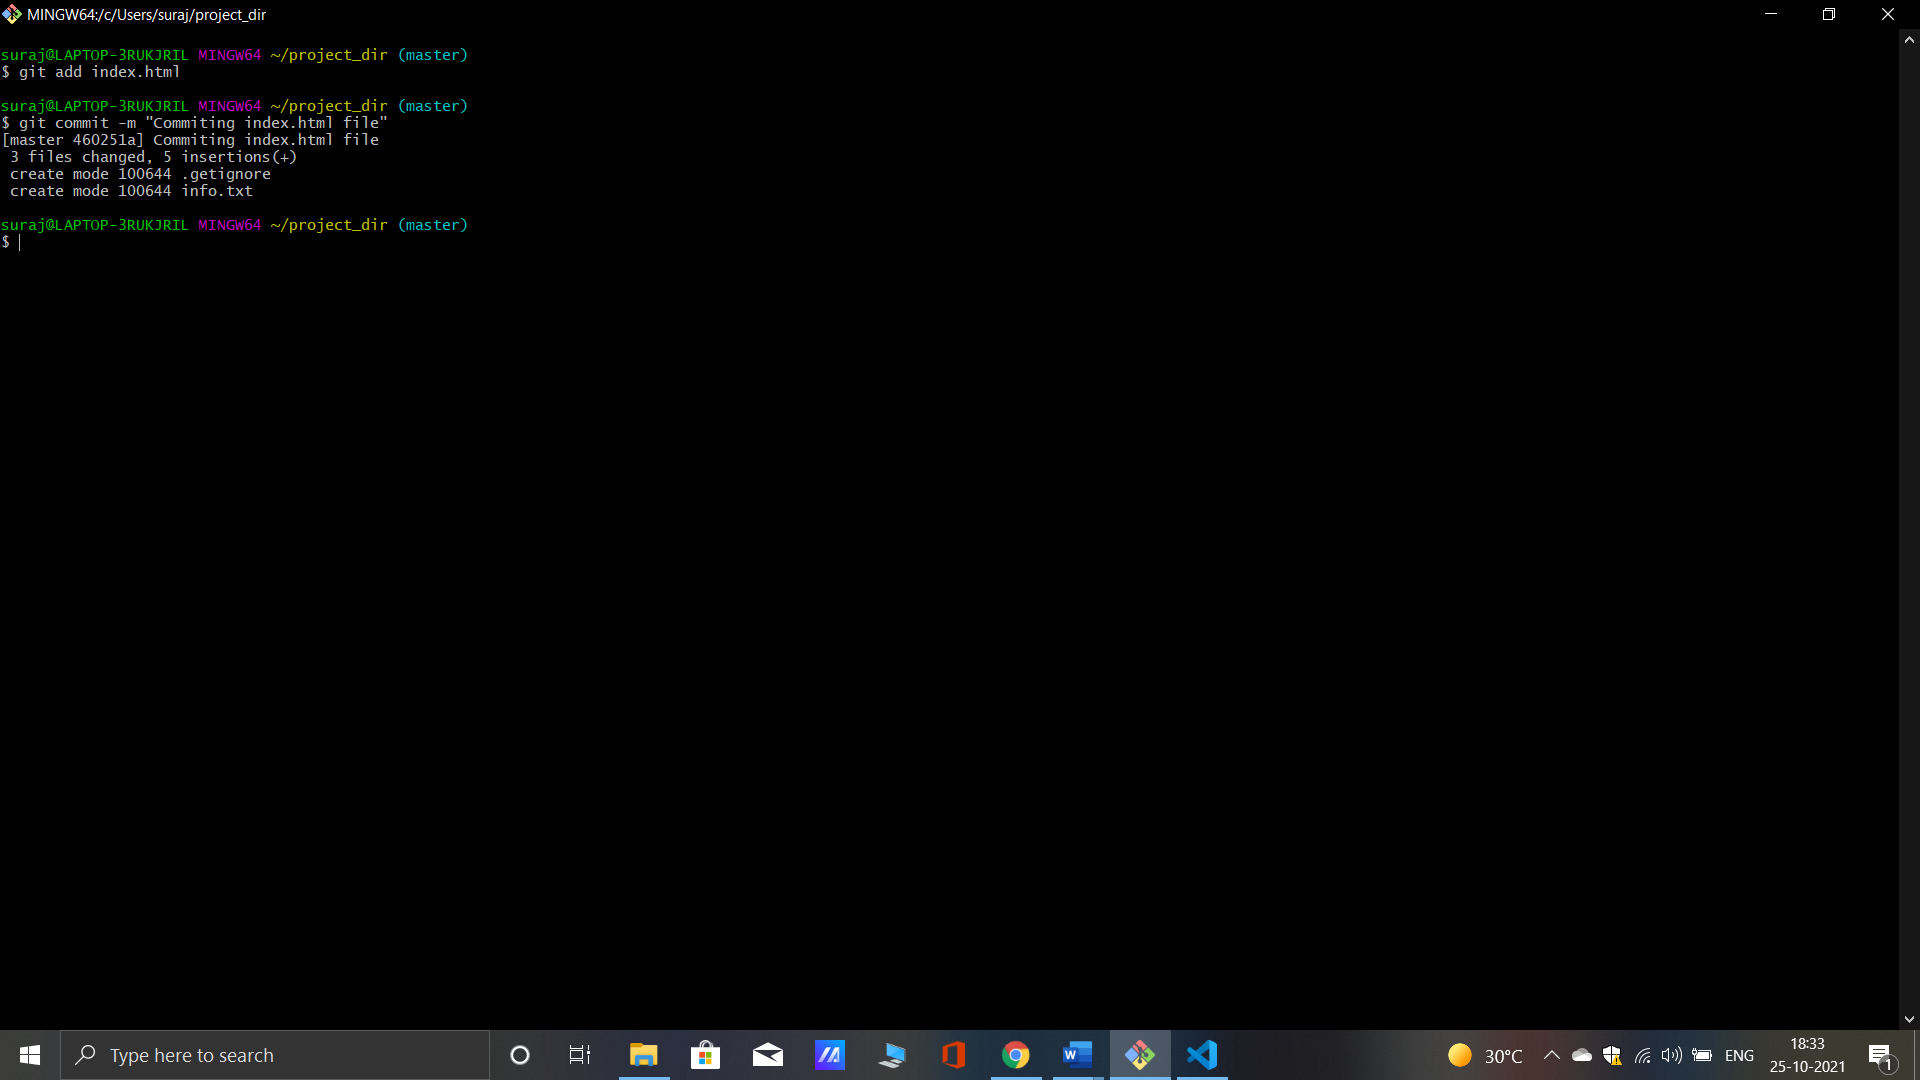 MINGW64:/c/Users/suraj/project_dir
suraj@LAPTOP-3RUKJRIL MINGW64 ~/project_dir (master)
$ git add index.html
suraj@LAPTOP-3RUKJRIL MINGW64 ~/project_dir (master)
$ git commit -m "Commiting index.html file"
[master 460251a] Commiting index.html file
 3 files changed, 5 insertions(+)
 create mode 100644 .getignore
 create mode 100644 info.txt
suraj@LAPTOP-3RUKJRIL MINGW64 ~/project_dir (master)
$
Type here to search
W
30°C
ENG
18:33
25-10-2021
1